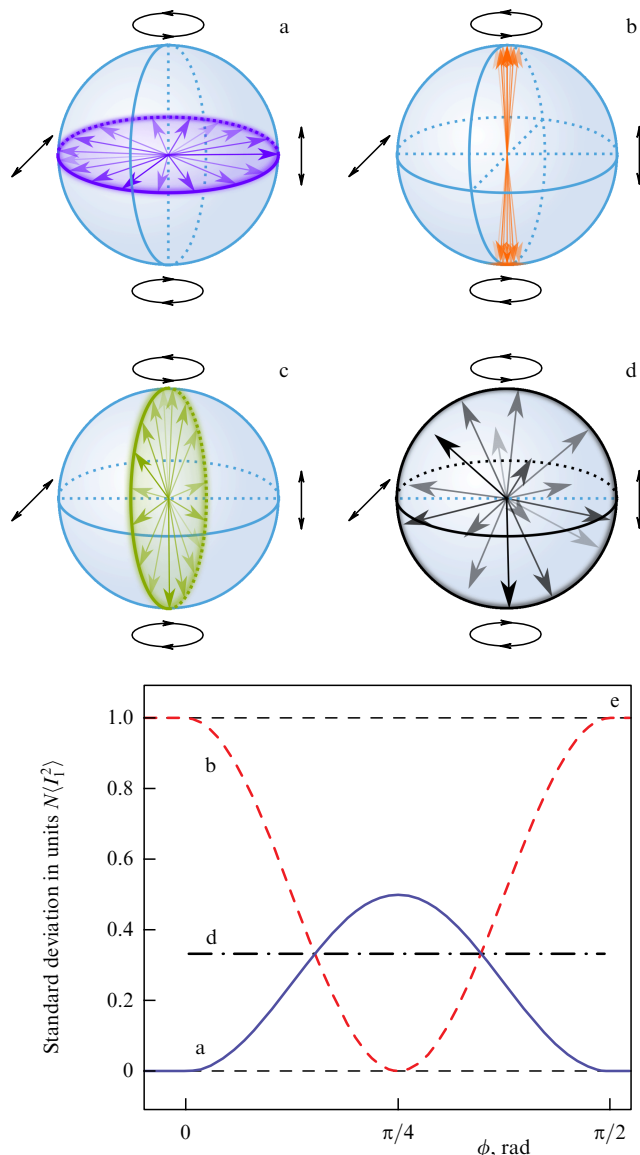 a
b
c
d
e
1.0
b
0.8
0.6
d
0.4
0.2
a
0
Standard deviation in units N⟨I₁²⟩
0
π/4
π/2
ϕ, rad